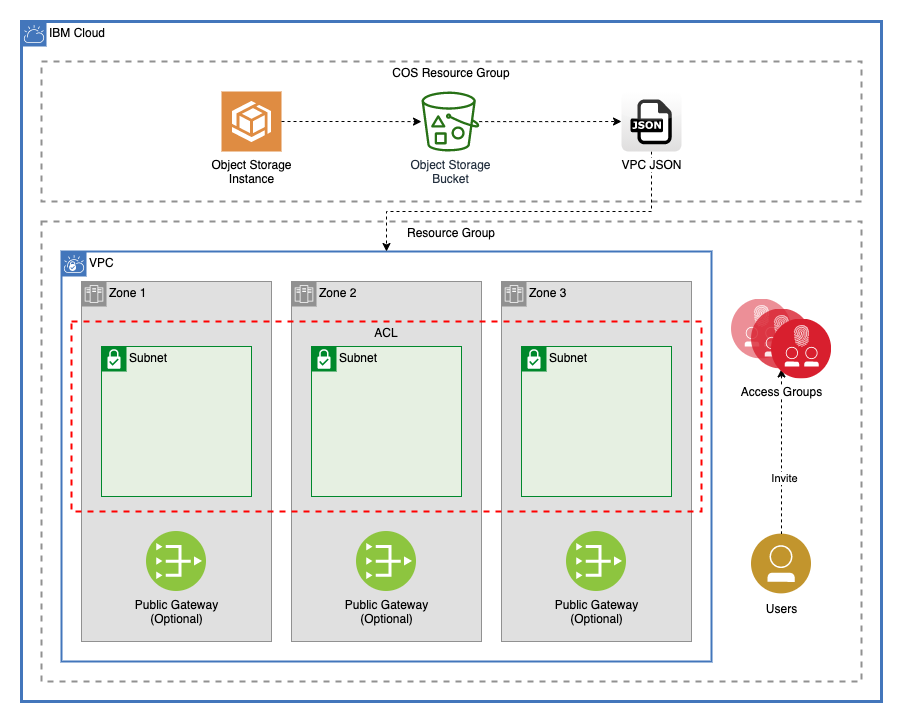 IBM Cloud
COS Resource Group
JSON
Object Storage
Instance
Object Storage
Bucket
VPC JSON
Resource Group
VPC
Zone 1
Zone 2
Zone 3
ACL
Subnet
Subnet
Subnet
Access Groups
Invite
Public Gateway
(Optional)
Public Gateway
(Optional)
Public Gateway
(Optional)
Users